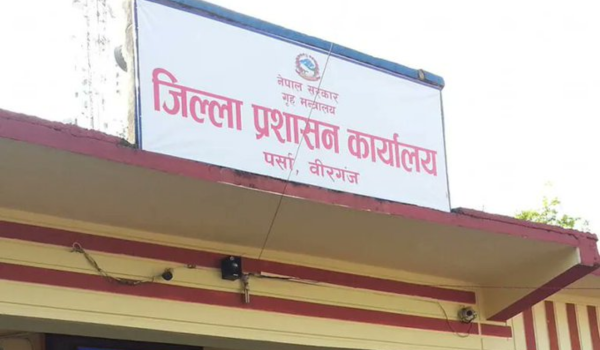 नेपाल सरकार
गृह मन्त्रालय
जिल्ला प्रशासन कार्यालय
पर्सा, वीरगंज